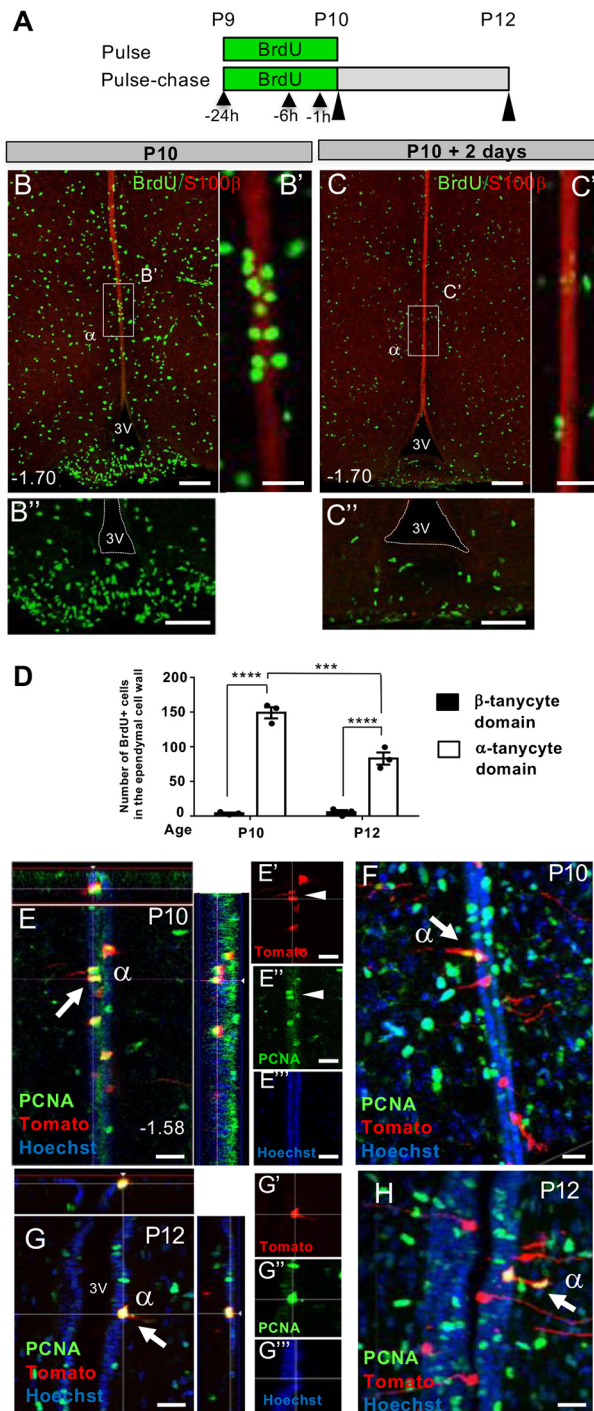 A
P9 P10 P12
Pulse BrdU
Pulse-chase BrdU
-24h -6h -1h
P10
P10 + 2 days
B BrdU/S100β B’
B’
α
3V
-1.70
C BrdU/S100β C’
C’
α
3V
-1.70
B’’
3V
C’’
3V
D
Number of BrdU+ cells
in the ependymal cell wall
200
150
100
50
0
**** *** ****
Age P10 P12
β-tanycyte
domain
α-tanycyte
domain
E P10
α
PCNA
Tomato
Hoechst -1.58
E’
Tomato
E’’
PCNA
E’’’
Hoechst
F P10
α
PCNA
Tomato
Hoechst
G P12
3V α
PCNA
Tomato
Hoechst
G’
Tomato
G’’
PCNA
G’’’
Hoechst
H P12
α
PCNA
Tomato
Hoechst